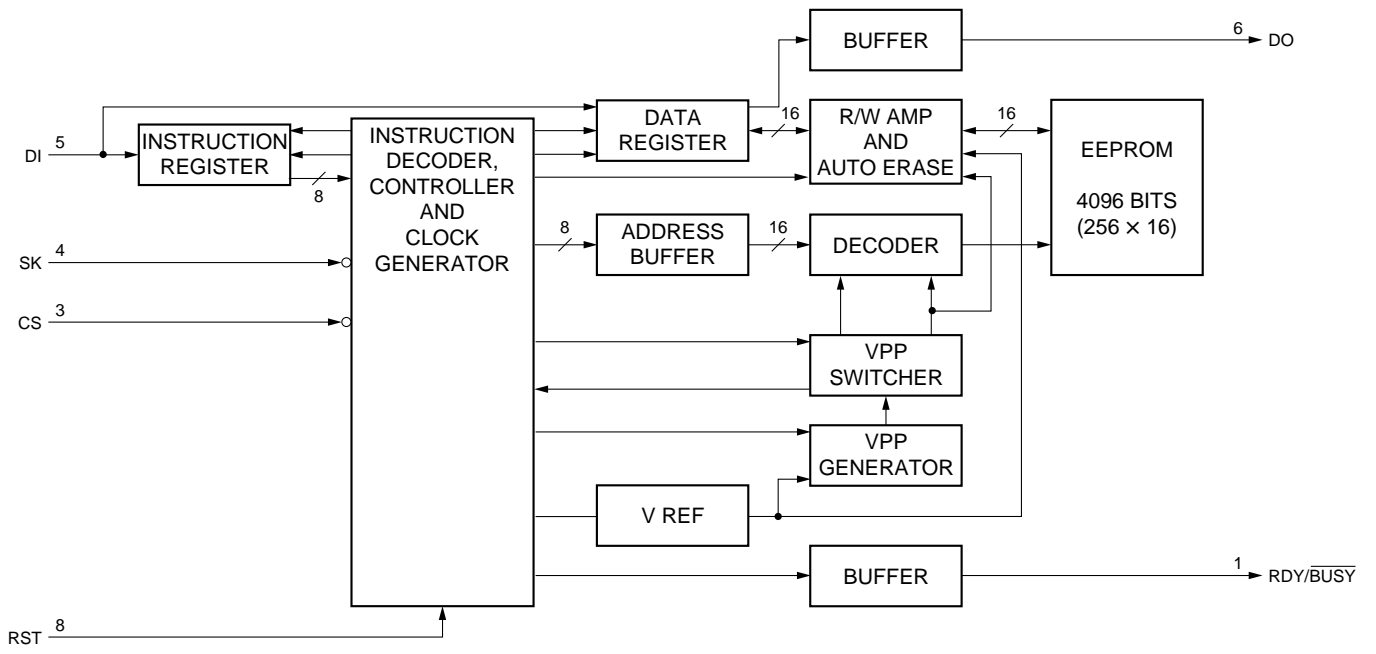 BUFFER
6
DO
DI
5
INSTRUCTION
REGISTER
8
INSTRUCTION
DECODER,
CONTROLLER
AND
CLOCK
GENERATOR
DATA
REGISTER
16
R/W AMP
AND
AUTO ERASE
16
EEPROM
4096 BITS
(256 × 16)
8
ADDRESS
BUFFER
16
DECODER
SK
4
CS
3
VPP
SWITCHER
VPP
GENERATOR
V REF
BUFFER
1
RDY/BUSY
RST
8